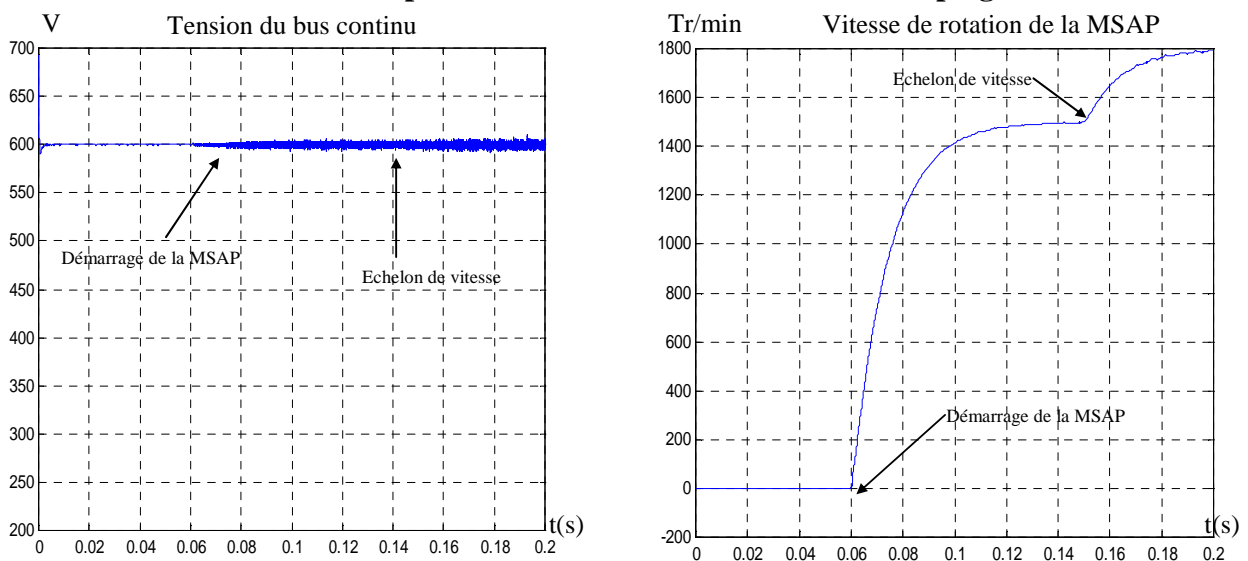 V
Tension du bus continu
700
650
600
550
500
450
400
350
300
250
200
Démarrage de la MSAP
Echelon de vitesse
t(s)
0 0.02 0.04 0.06 0.08 0.1 0.12 0.14 0.16 0.18 0.2
Tr/min
Vitesse de rotation de la MSAP
1800
1600
1400
1200
1000
800
600
400
200
0
-200
Echelon de vitesse
Démarrage de la MSAP
t(s)
0 0.02 0.04 0.06 0.08 0.1 0.12 0.14 0.16 0.18 0.2